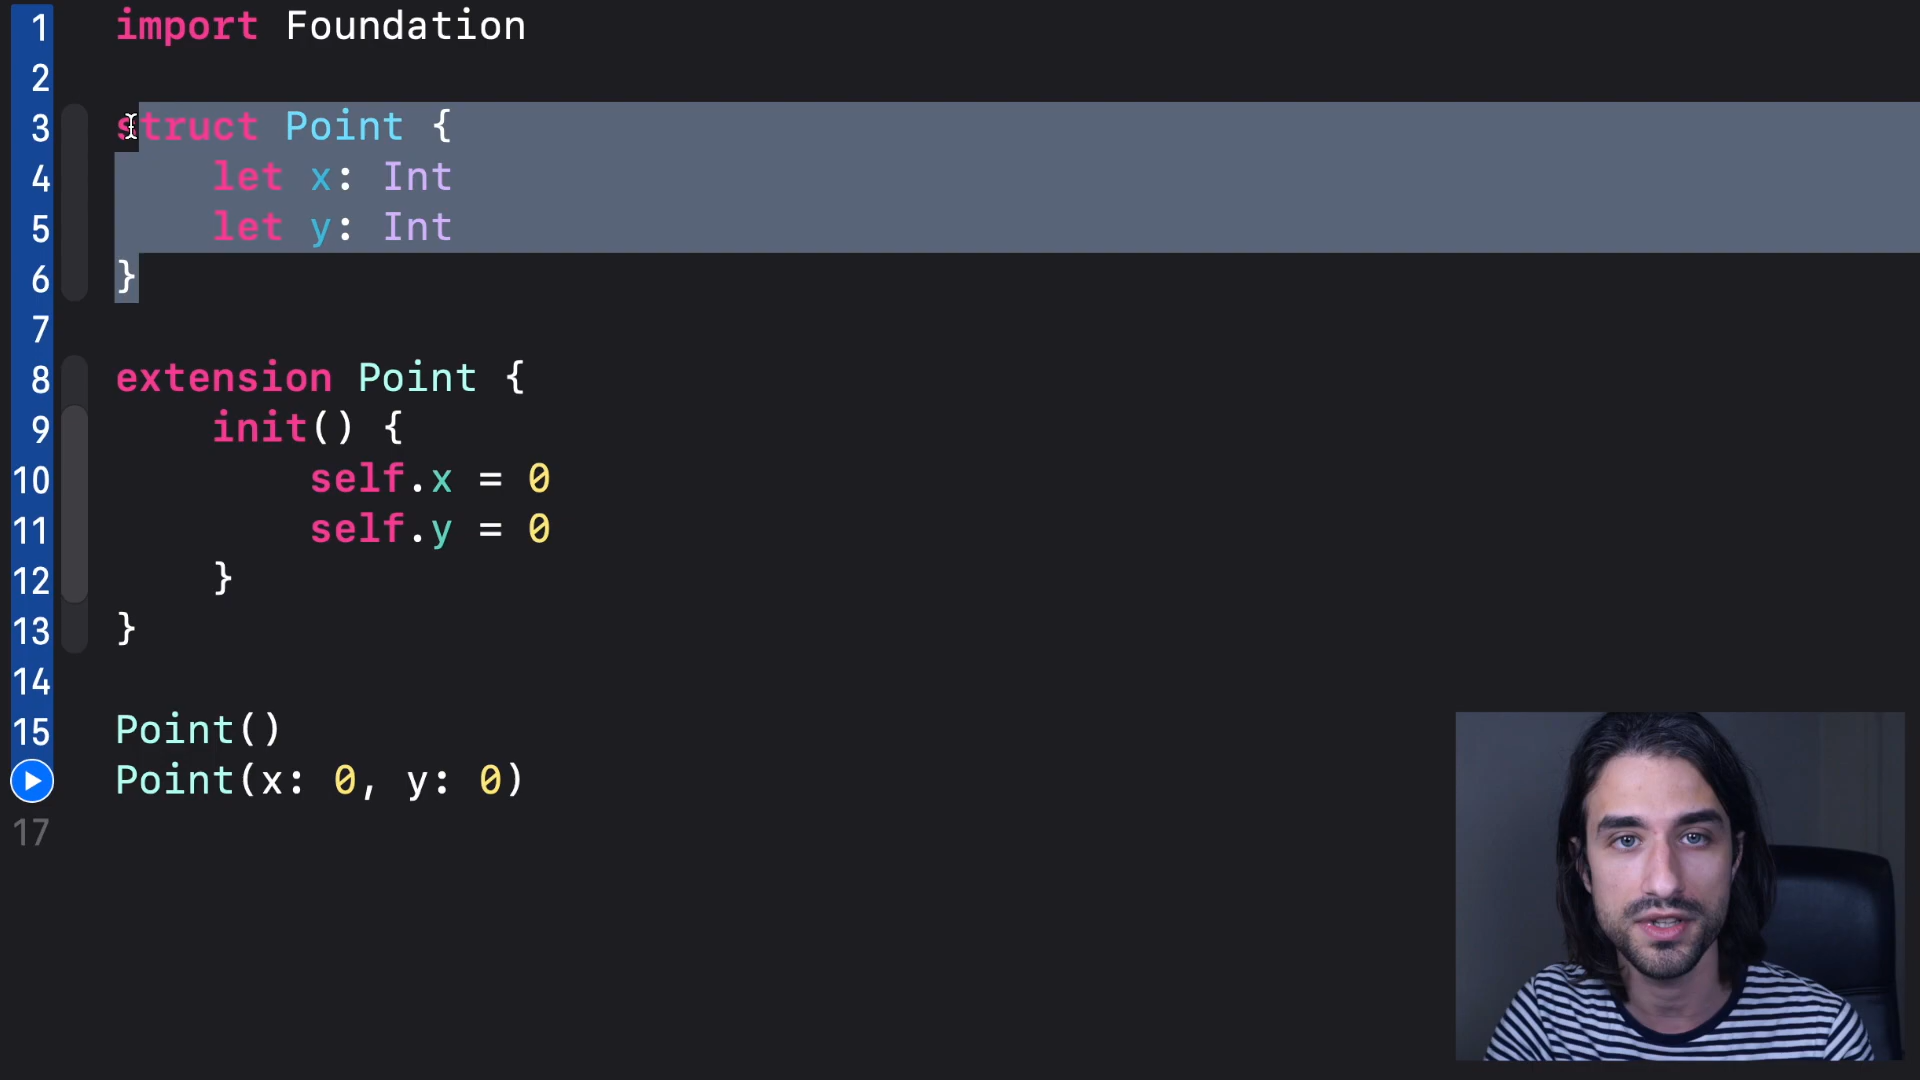 1 import Foundation
2
3 struct Point {
4 let x: Int
5 let y: Int
6 }
7
8 extension Point {
9 init() {
10 self.x = 0
11 self.y = 0
12 }
13 }
14
15 Point()
Point(x: 0, y: 0)
17